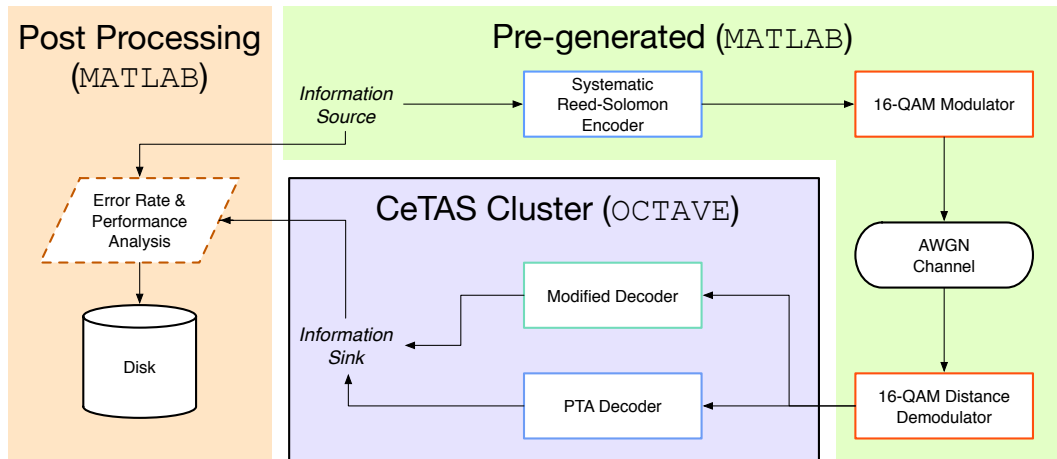 Post Processing
(MATLAB)
Pre-generated (MATLAB)
Information
Source
Systematic
Reed-Solomon
Encoder
16-QAM Modulator
Error Rate &
Performance
Analysis
CeTAS Cluster (OCTAVE)
AWGN
Channel
Modified Decoder
Information
Sink
Disk
PTA Decoder
16-QAM Distance
Demodulator